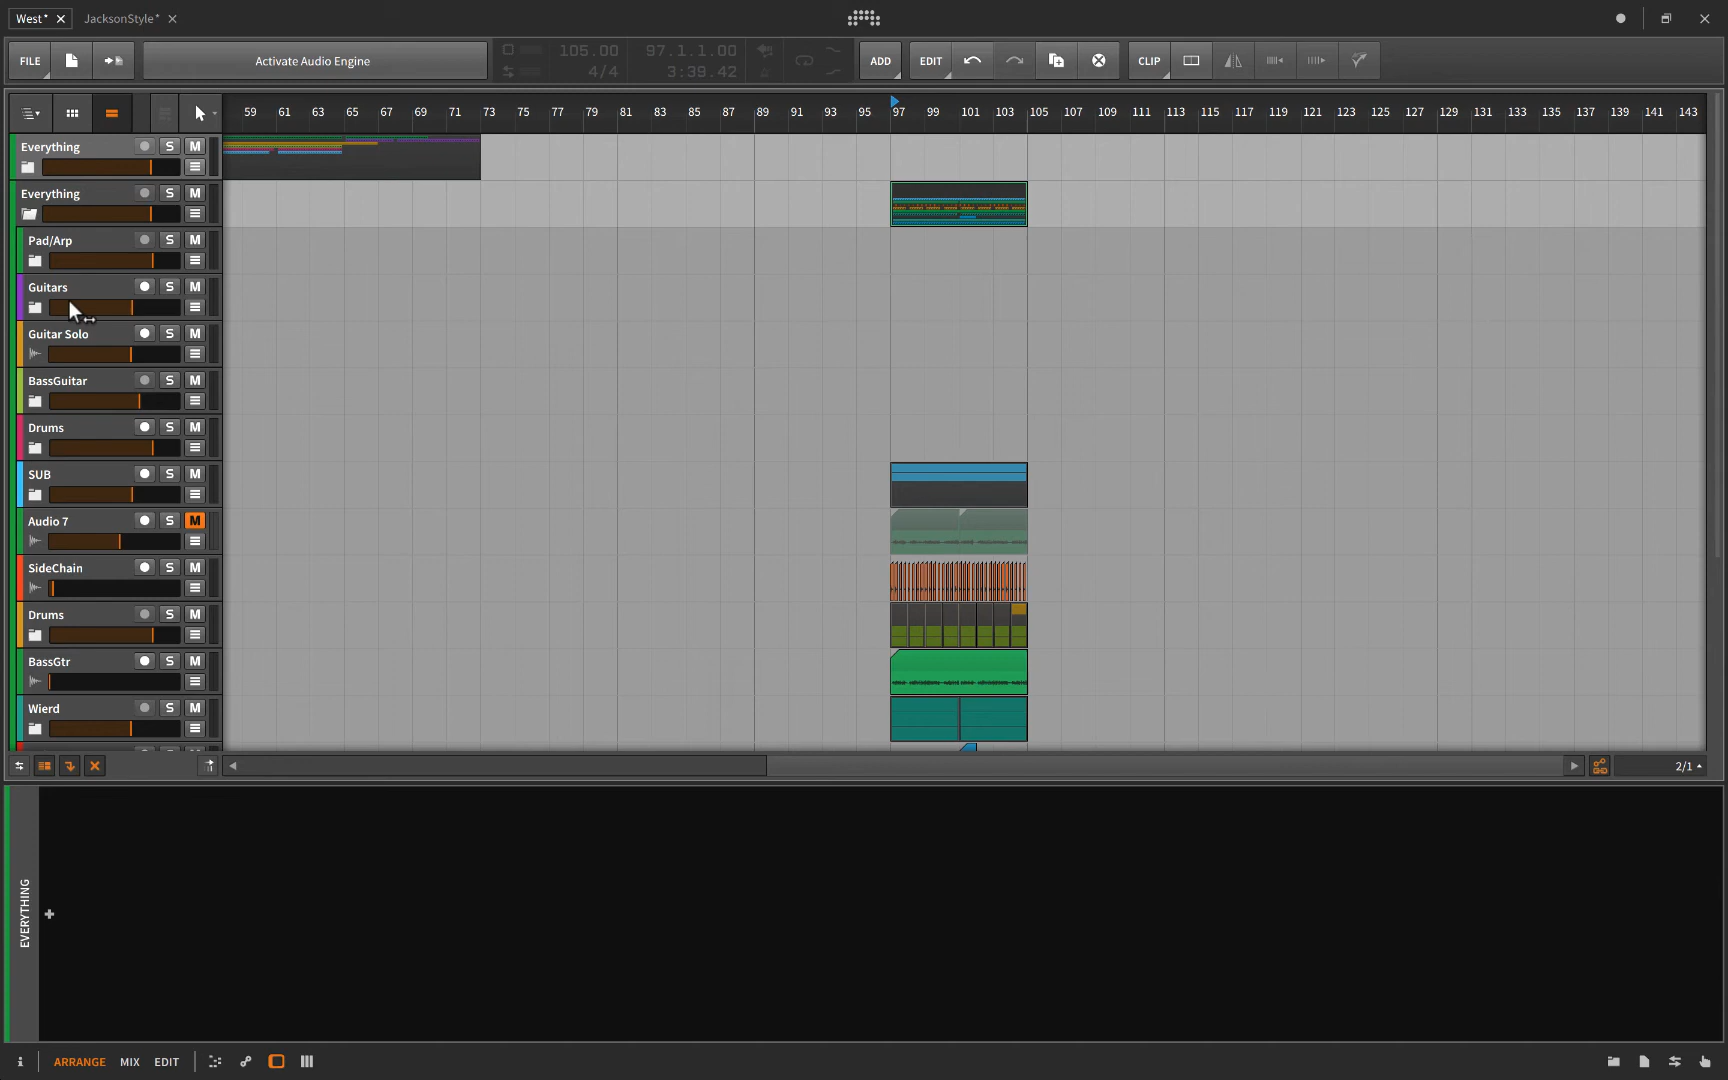 West* JacksonStyle*
FILE Activate Audio Engine 105.00 97.1.1.00 ADD EDIT CLIP
4/4 3:39.42
59 61 63 65 67 69 71 73 75 77 79 81 83 85 87 89 91 93 95 97 99 101 103 105 107 109 111 113 115 117 119 121 123 125 127 129 131 133 135 137 139 141 143
Everything S M
Everything S M
Pad/Arp S M
Guitars S M
Guitar Solo S M
BassGuitar S M
Drums S M
SUB S M
Audio 7 S M
SideChain S M
Drums S M
BassGtr S M
Wierd S M
2/1
EVERYTHING
i ARRANGE MIX EDIT